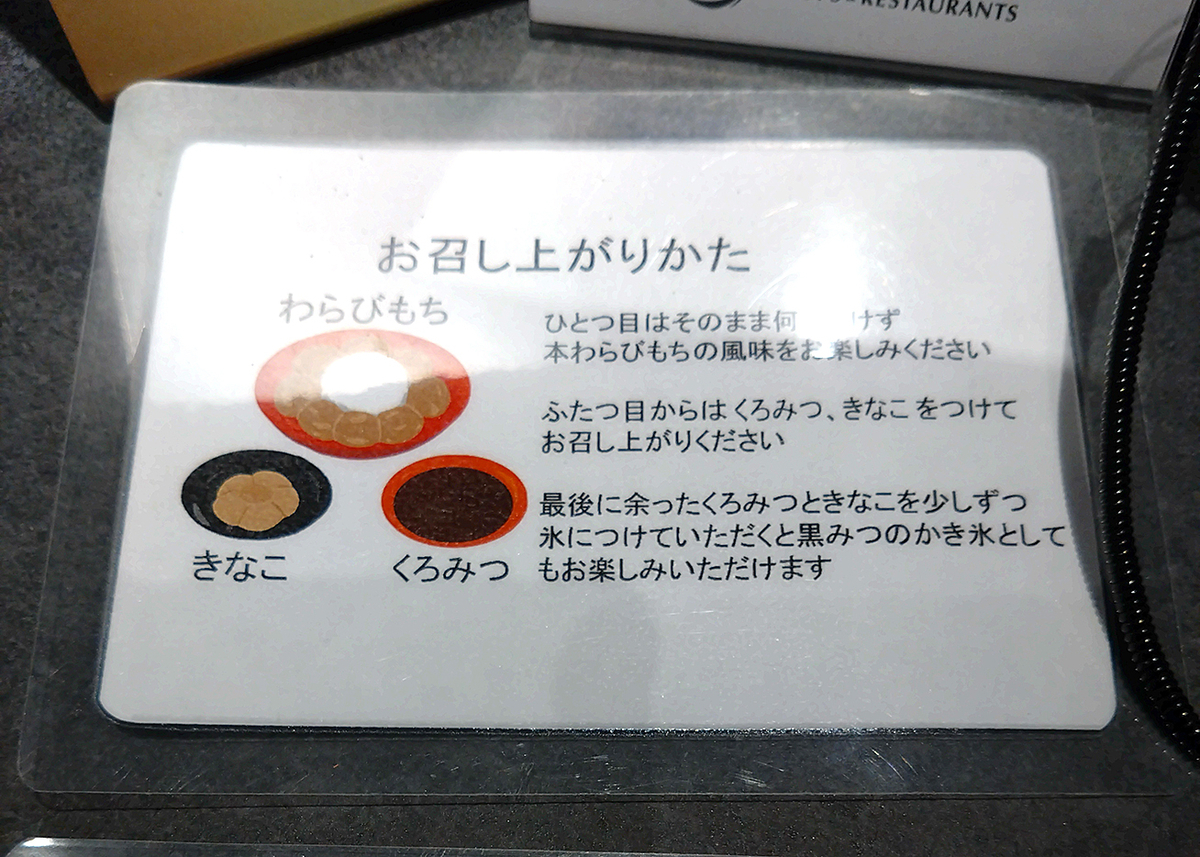 RESTAURANTS
お召し上がりかた
わらびもち
きなこ
くろみつ
ひとつ目はそのまま何 けず
本わらびもちの風味をお楽しみください
ふたつ目からはくろみつ、きなこをつけて
お召し上がりください
最後に余ったくろみつときなこを少しずつ
氷につけていただくと黒みつのかき氷として
もお楽しみいただけます